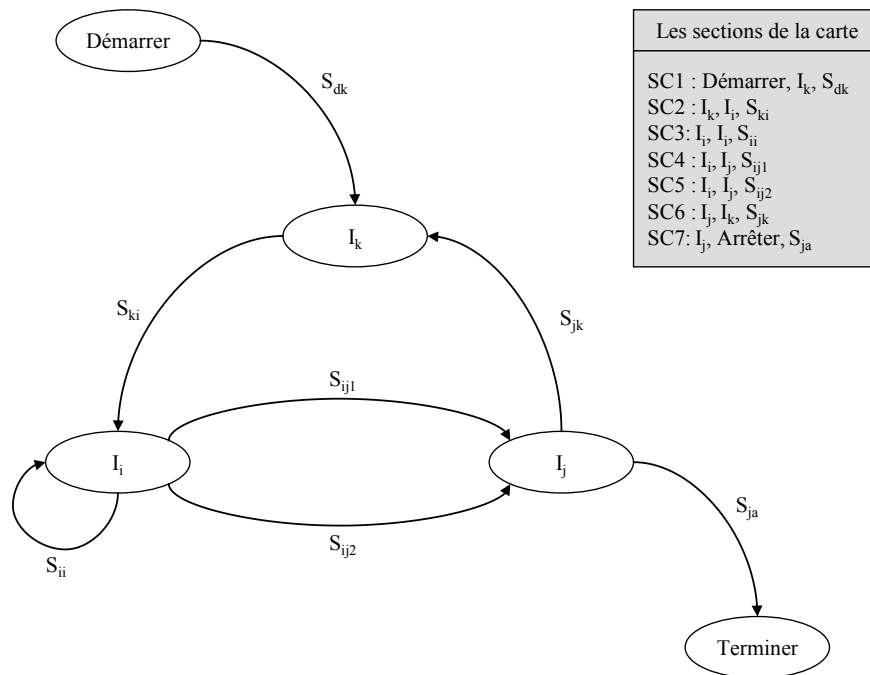 Démarrer
Les sections de la carte
S_dk
SC1 : Démarrer, I_k, S_dk
SC2 : I_k, I_i, S_ki
SC3: I_i, I_i, S_ii
SC4 : I_i, I_j, S_ij1
SC5 : I_i, I_j, S_ij2
SC6 : I_j, I_k, S_jk
SC7: I_j, Arrêter, S_ja
I_k
S_ki
S_jk
S_ij1
I_i
I_j
S_ja
S_ij2
S_ii
Terminer